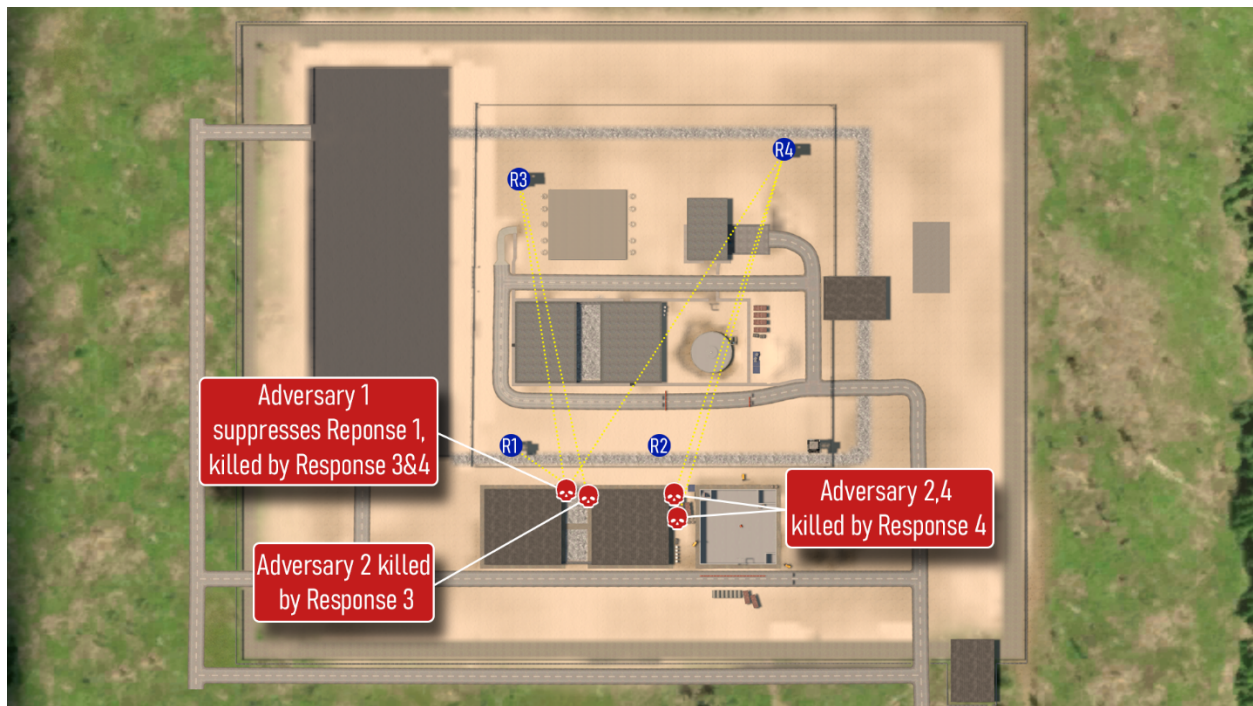 R4
R3
Adversary 1
suppresses Reponse 1,
killed by Response 3&4
R1
R2
Adversary 2,4
killed by Response 4
Adversary 2 killed
by Response 3